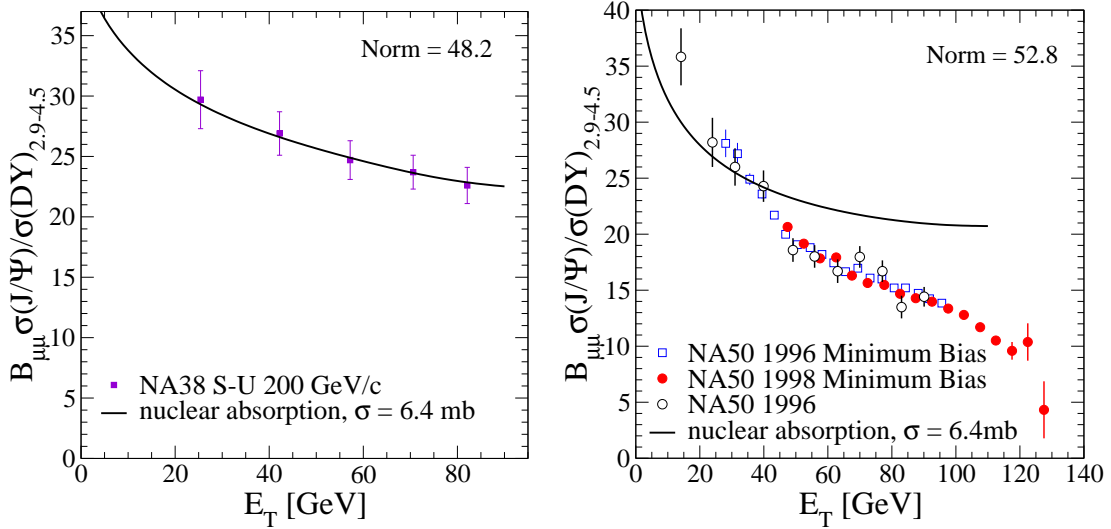 Norm = 48.2
35
30
25
20
15
10
5
0
B_μμ σ(J/Ψ)/σ(DY)_2.9-4.5
NA38 S-U 200 GeV/c
nuclear absorption, σ = 6.4 mb
0 20 40 60 80 100
E_T [GeV]
Norm = 52.8
40
35
30
25
20
15
10
5
0
B_μμ σ(J/Ψ)/σ(DY)_2.9-4.5
NA50 1996 Minimum Bias
NA50 1998 Minimum Bias
NA50 1996
nuclear absorption, σ = 6.4mb
0 20 40 60 80 100 120 140
E_T [GeV]